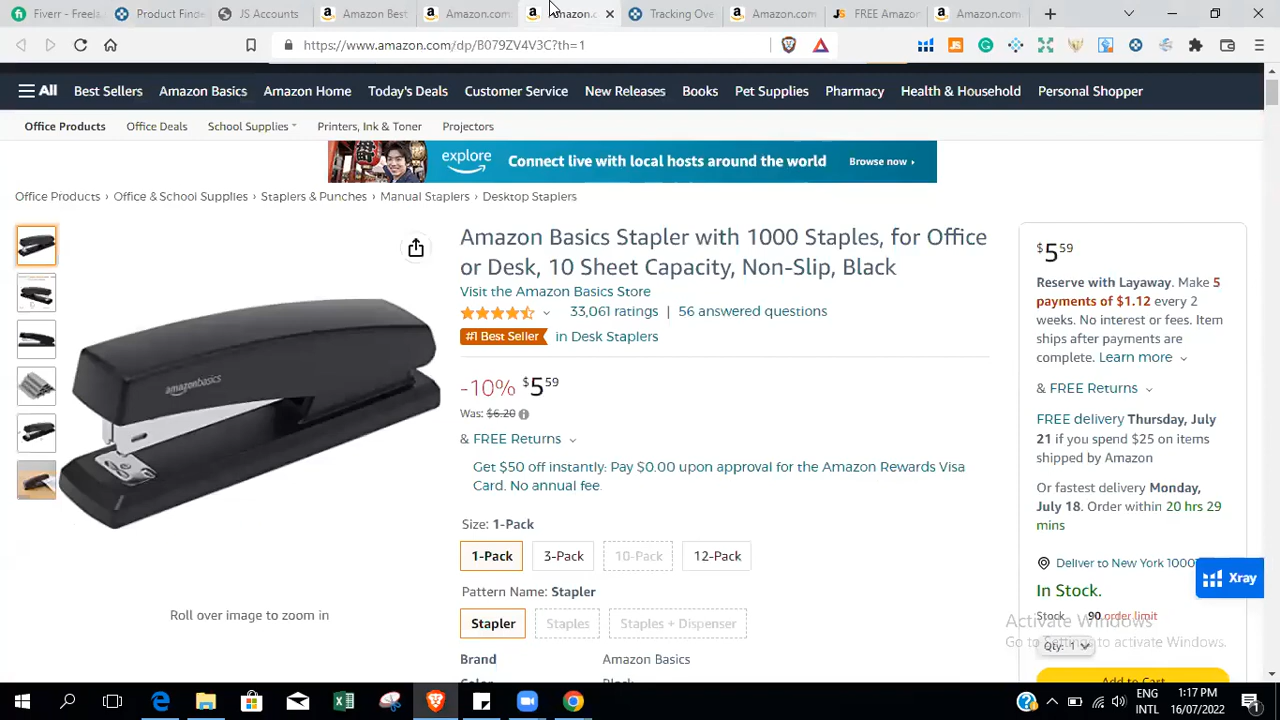 Fiverr - Freela
Product Finde
JS Accounts
Amazon Best
Amazon.com
Amazon.c
Tracking Ove
Amazon.com
FREE Amazon
Amazon.com
https://www.amazon.com/dp/B079ZV4V3C?th=1
All Best Sellers Amazon Basics Amazon Home Today's Deals Customer Service New Releases Books Pet Supplies Pharmacy Health & Household Personal Shopper
Office Products Office Deals School Supplies Printers, Ink & Toner Projectors
explore Connect live with local hosts around the world Browse now ›
Office Products › Office & School Supplies › Staplers & Punches › Manual Staplers › Desktop Staplers
amazonbasics
Roll over image to zoom in
Amazon Basics Stapler with 1000 Staples, for Office
or Desk, 10 Sheet Capacity, Non-Slip, Black
Visit the Amazon Basics Store
33,061 ratings | 56 answered questions
#1 Best Seller in Desk Staplers
-10% $5 59
Was: $6.20
& FREE Returns
Get $50 off instantly: Pay $0.00 upon approval for the Amazon Rewards Visa
Card. No annual fee.
Size: 1-Pack
1-Pack 3-Pack 10-Pack 12-Pack
Pattern Name: Stapler
Stapler Staples Staples + Dispenser
Brand Amazon Basics
$5 59
Reserve with Layaway. Make 5
payments of $1.12 every 2
weeks. No interest or fees. Item
ships after payments are
complete. Learn more
& FREE Returns
FREE delivery Thursday, July
21 if you spend $25 on items
shipped by Amazon
Or fastest delivery Monday,
July 18. Order within 20 hrs 29
mins
Deliver to New York 1000
Xray
In Stock.
Stock 90 order limit
Qty: 1
Add to Cart
Activate Windows
Go to Settings to activate Windows.
ENG
INTL
1:17 PM
16/07/2022
1